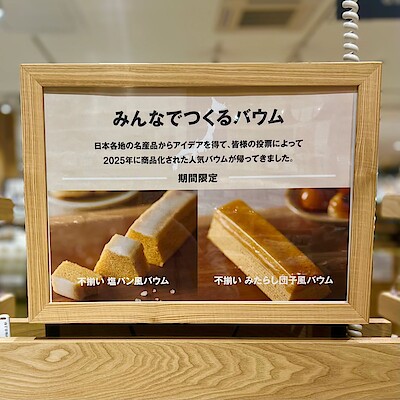 みんなでつくるバウム
日本各地の名産品からアイデアを得て、皆様の投票によって
2025年に商品化された人気バウムが帰ってきました。
期間限定
不揃い 塩パン風バウム
不揃い みたらし団子風バウム